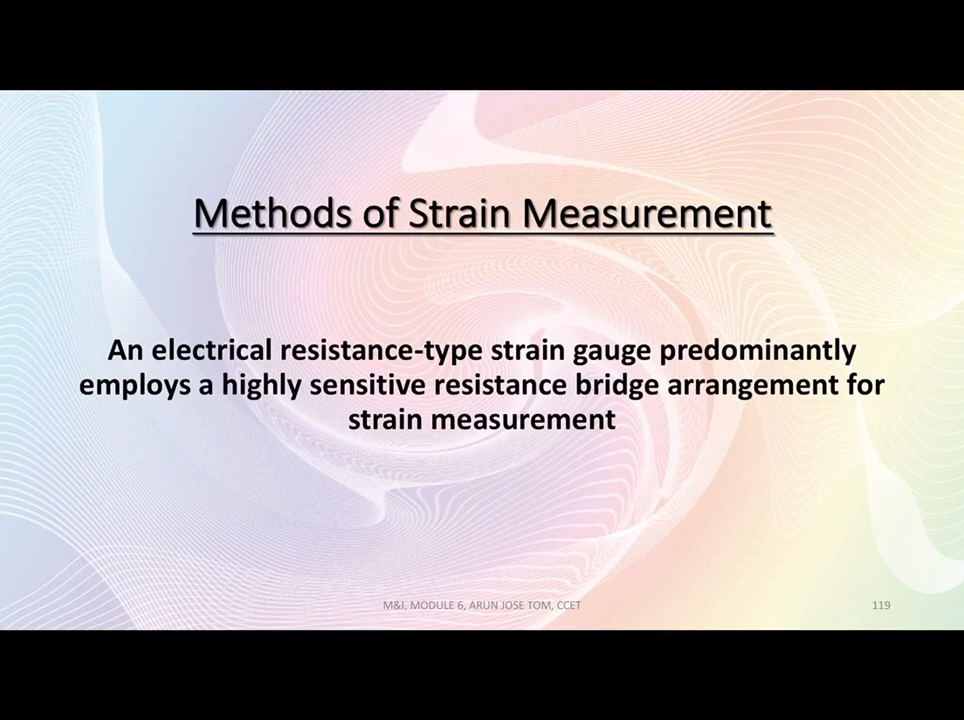 Methods of Strain Measurement
An electrical resistance-type strain gauge predominantly
employs a highly sensitive resistance bridge arrangement for
strain measurement
M&I, MODULE 6, ARUN JOSE TOM, CCET
119